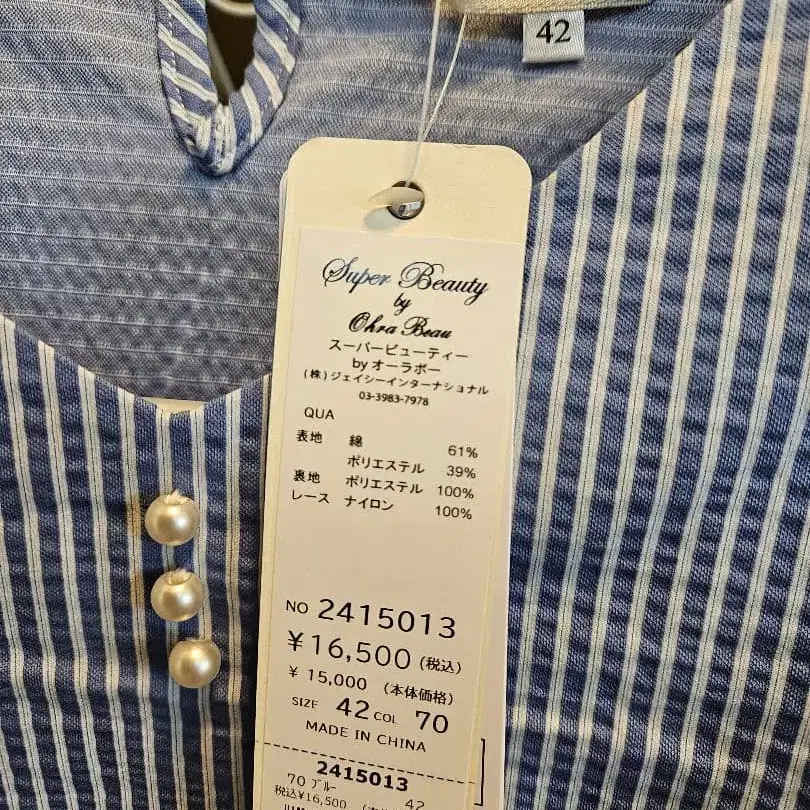 42
Super Beauty
by
Ohra Beau
スーパービューティー
by オーラボー
(株)ジェイシーインターナショナル
03-3983-7978
QUA
表地 綿 61%
ポリエステル 39%
裏地 ポリエステル 100%
レース ナイロン 100%
NO 2415013
¥16,500 (税込)
¥ 15,000 (本体価格)
SIZE 42 COL 70
MADE IN CHINA
2415013
70 ブルー 42
税込¥16,500